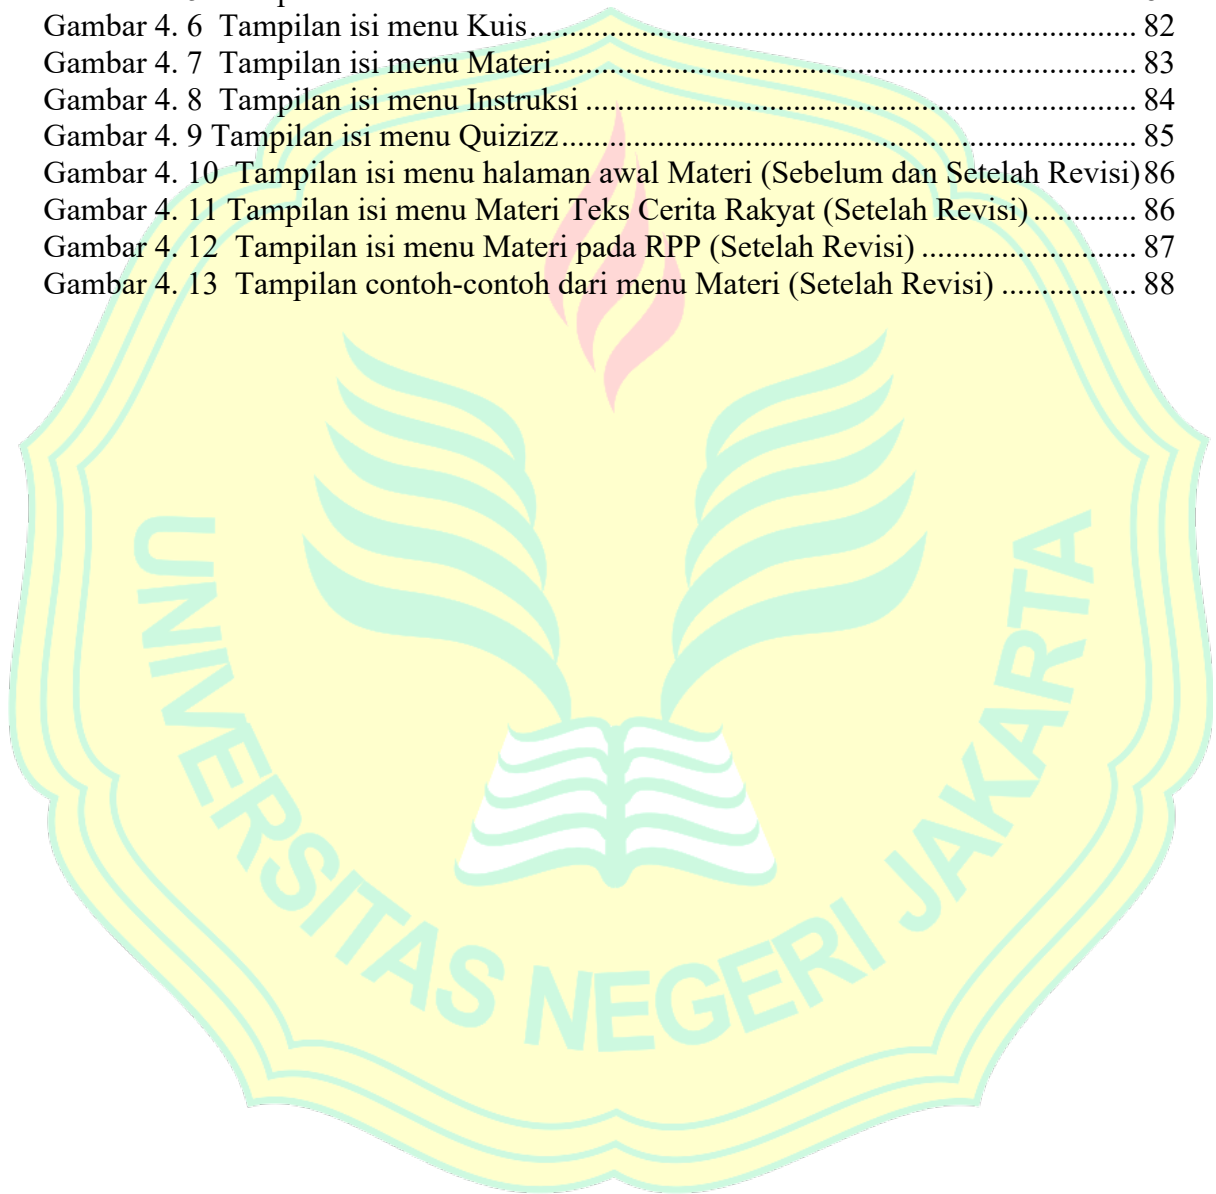 Gambar 4. 6  Tampilan isi menu Kuis.......................................................................... 82
Gambar 4. 7  Tampilan isi menu Materi....................................................................... 83
Gambar 4. 8  Tampilan isi menu Instruksi ................................................................... 84
Gambar 4. 9 Tampilan isi menu Quizizz...................................................................... 85
Gambar 4. 10  Tampilan isi menu halaman awal Materi (Sebelum dan Setelah Revisi)86
Gambar 4. 11 Tampilan isi menu Materi Teks Cerita Rakyat (Setelah Revisi) ............. 86
Gambar 4. 12  Tampilan isi menu Materi pada RPP (Setelah Revisi) .......................... 87
Gambar 4. 13  Tampilan contoh-contoh dari menu Materi (Setelah Revisi) ................ 88
UNIVERSITAS NEGERI JAKARTA